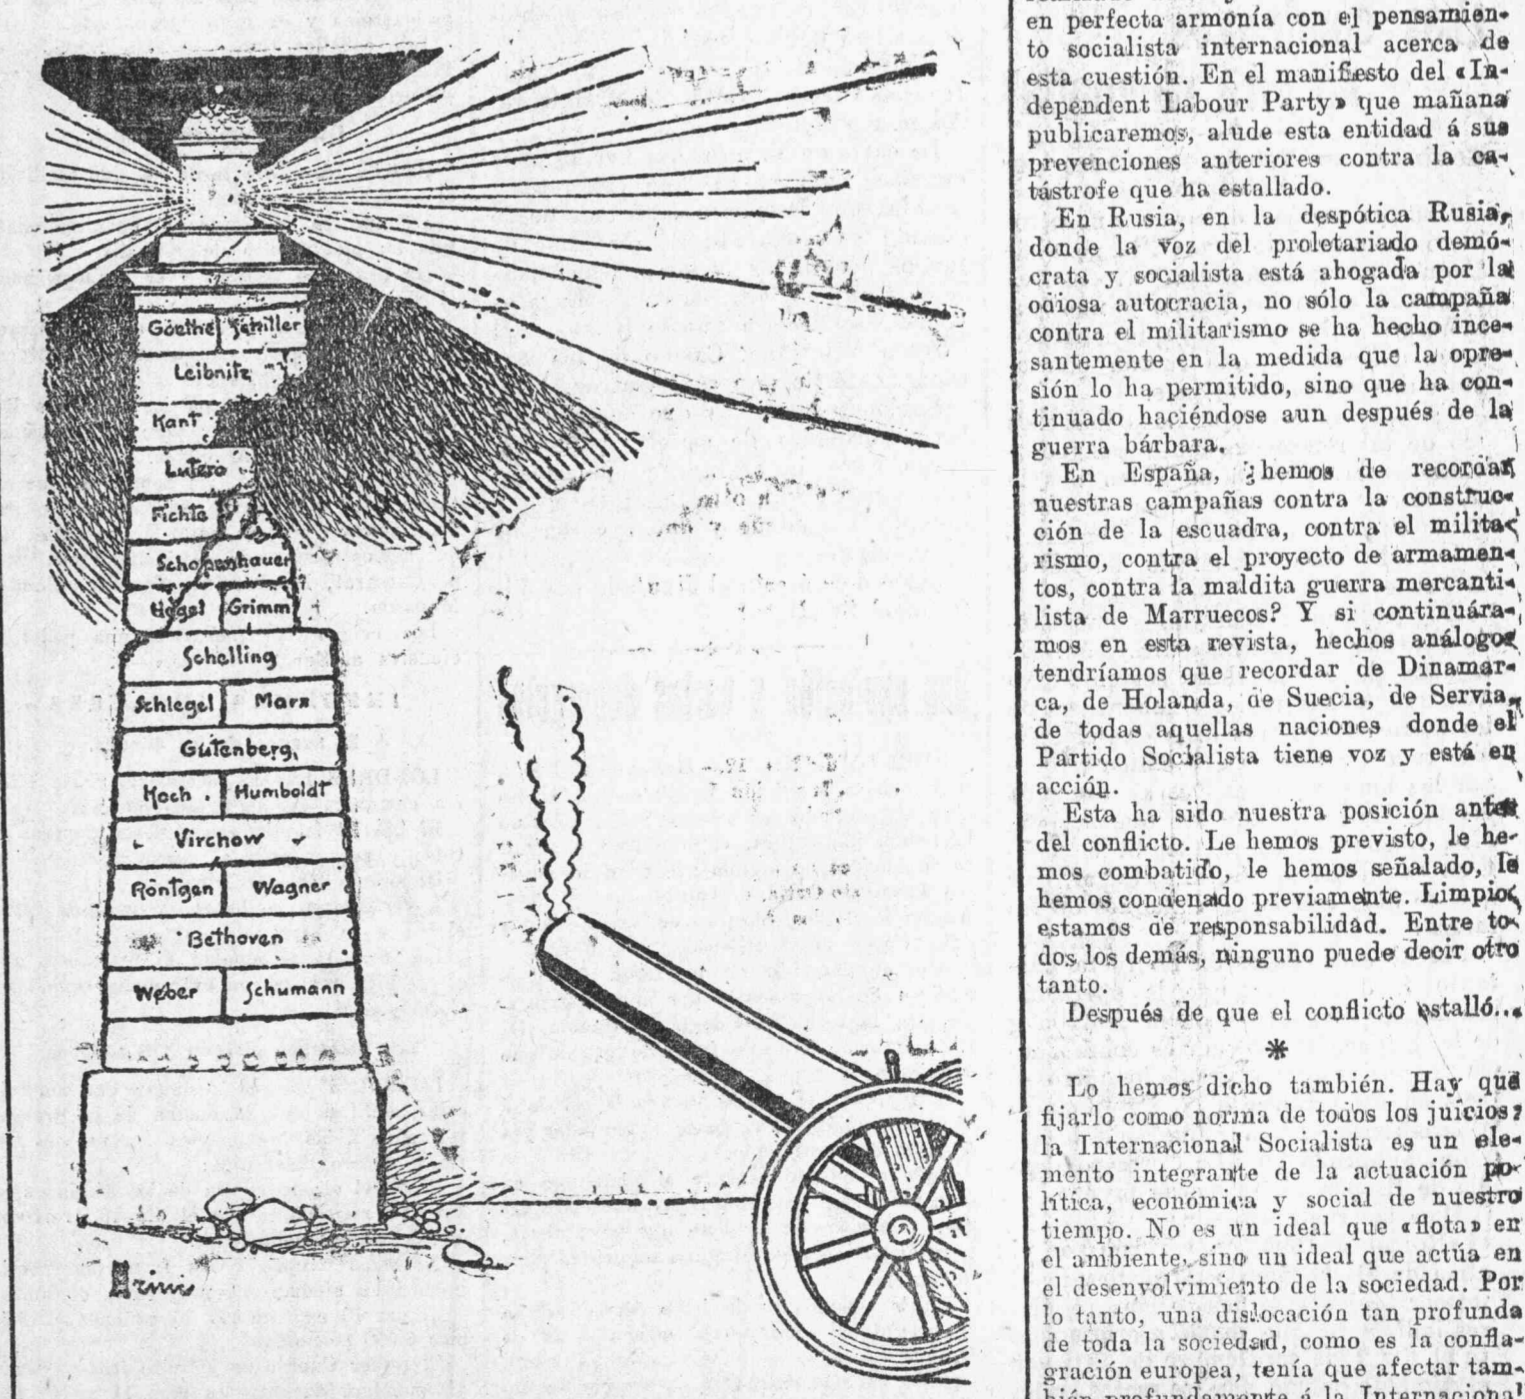 Göethe Schiller
Leibnitz
Kant
Lutero
Fichte
Schopenhauer
Hegel Grimm
Schelling
Schlegel Marx
Gutenberg
Koch Humboldt
Virchow
Röntgen Wagner
Bethoven
Weber Schumann
en perfecta armonía con el pensamien-
to socialista internacional acerca de
esta cuestión. En el manifiesto del «In-
dependent Labour Party» que mañana
publicaremos, alude esta entidad á sus
prevenciones anteriores contra la ca-
tástrofe que ha estallado.
En Rusia, en la despótica Rusia,
donde la voz del proletariado demó-
crata y socialista está ahogada por la
odiosa autocracia, no sólo la campaña
contra el militarismo se ha hecho ince-
santemente en la medida que la opre-
sión lo ha permitido, sino que ha con-
tinuado haciéndose aun después de la
guerra bárbara.
En España, ¿hemos de recordar
nuestras campañas contra la construc-
ción de la escuadra, contra el milita-
rismo, contra el proyecto de armamen-
tos, contra la maldita guerra mercanti-
lista de Marruecos? Y si continuára-
mos en esta revista, hechos análogos
tendríamos que recordar de Dinamar-
ca, de Holanda, de Suecia, de Servia,
de todas aquellas naciones donde el
Partido Socialista tiene voz y está en
acción.
Esta ha sido nuestra posición antes
del conflicto. Le hemos previsto, le he-
mos combatido, le hemos señalado, le
hemos condenado previamente. Limpios
estamos de responsabilidad. Entre to-
dos los demás, ninguno puede decir otro
tanto.
Después de que el conflicto estalló...
*
Lo hemos dicho también. Hay que
fijarlo como norma de todos los juicios:
la Internacional Socialista es un ele-
mento integrante de la actuación po-
lítica, económica y social de nuestro
tiempo. No es un ideal que «flota» en
el ambiente, sino un ideal que actúa en
el desenvolvimiento de la sociedad. Por
lo tanto, una dislocación tan profunda
de toda la sociedad, como es la confla-
gración europea, tenía que afectar tam-
bién profundamente á la Internacional